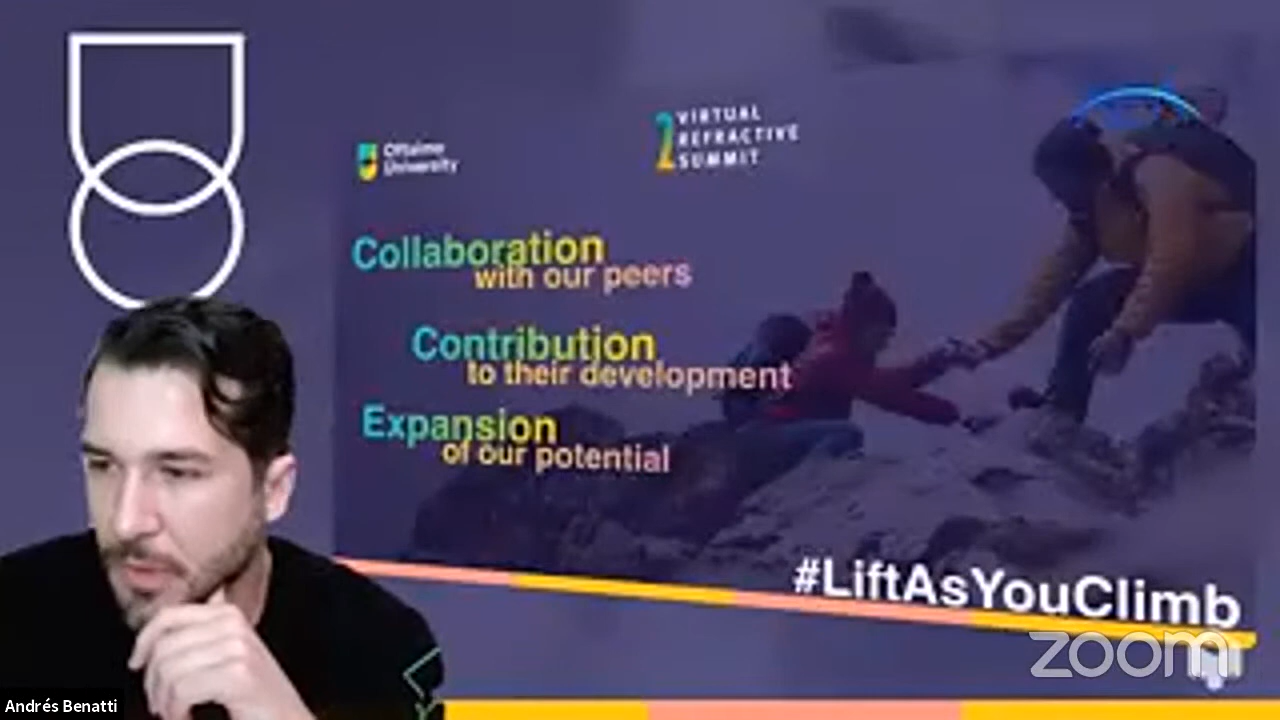 Oftalmo
University
2 VIRTUAL
REFRACTIVE
SUMMIT
Collaboration
with our peers
Contribution
to their development
Expansion
of our potential
#LiftAsYouClimb
zoom
Andrés Benatti